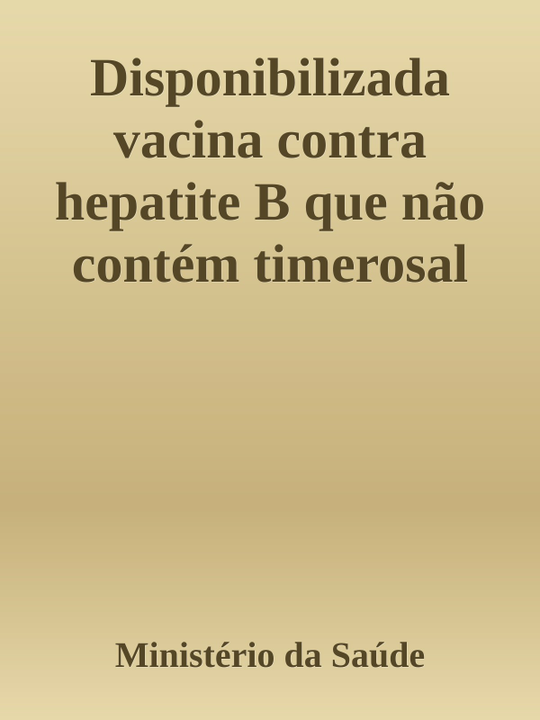 Disponibilizada
vacina contra
hepatite B que não
contém timerosal
Ministério da Saúde